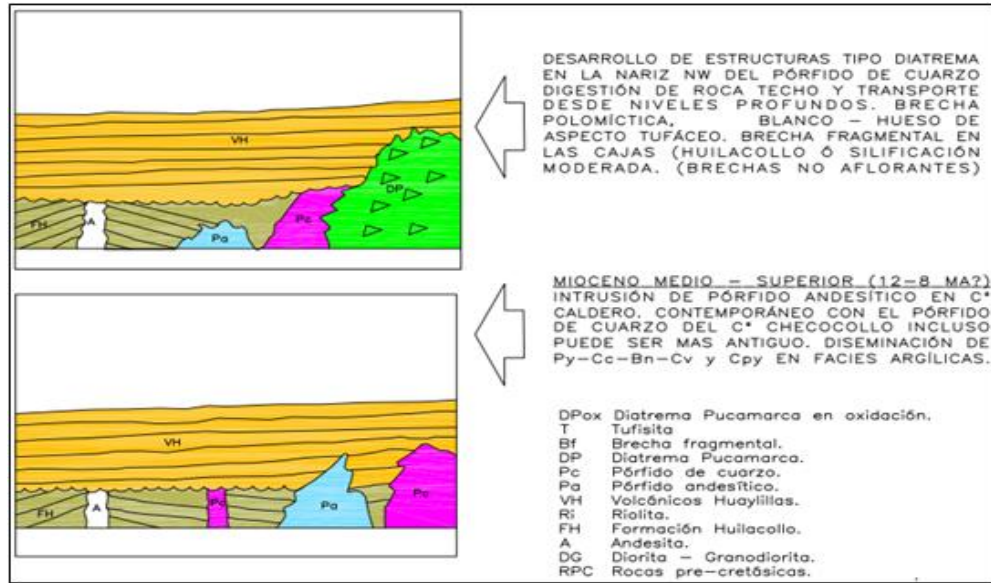 DESARROLLO DE ESTRUCTURAS TIPO DIATREMA
EN LA NARIZ NW DEL PÓRFIDO DE CUARZO
DIGESTIÓN DE ROCA TECHO Y TRANSPORTE
DESDE NIVELES PROFUNDOS. BRECHA
POLOMÍCTICA, BLANCO – HUESO DE
ASPECTO TUFÁCEO. BRECHA FRAGMENTAL EN
LAS CAJAS (HUILACOLLO Ó SILIFICACIÓN
MODERADA. (BRECHAS NO AFLORANTES)
VH
DP
FH
A
Pa
Pc
MIOCENO MEDIO – SUPERIOR (12–8 MA?)
INTRUSIÓN DE PÓRFIDO ANDESÍTICO EN C°
CALDERO. CONTEMPORÁNEO CON EL PÓRFIDO
DE CUARZO DEL C° CHECOCOLLO INCLUSO
PUEDE SER MAS ANTIGUO. DISEMINACIÓN DE
Py–Cc–Bn–Cv y Cpy EN FACIES ARGÍLICAS.
VH
FH
A
Pc
Pa
Pc
DPox Diatrema Pucamarca en oxidación.
T Tufisita
Bf Brecha fragmental.
DP Diatrema Pucamarca.
Pc Pórfido de cuarzo.
Pa Pórfido andesítico.
VH Volcánicos Huaylillas.
Ri Riolita.
FH Formación Huilacollo.
A Andesita.
DG Diorita – Granodiorita.
RPC Rocas pre–cretásicas.